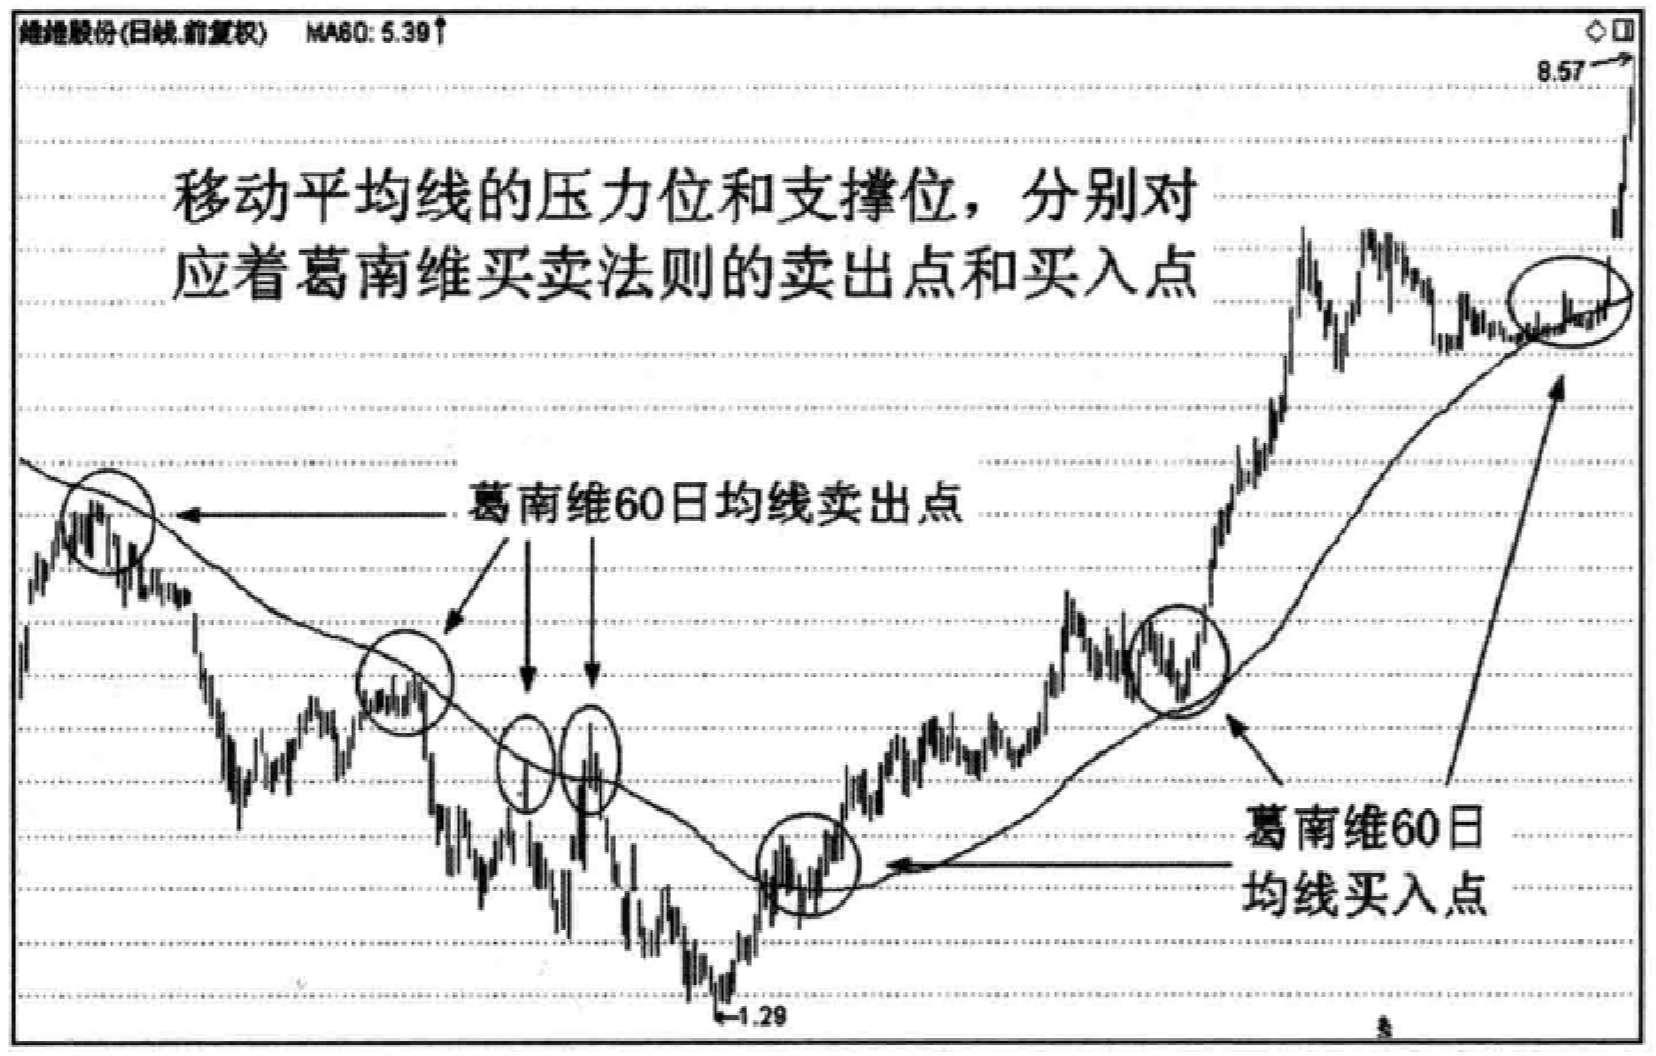 维维股份(日线.前复权) MA60: 5.39↑
8.57
移动平均线的压力位和支撑位，分别对
应着葛南维买卖法则的卖出点和买入点
葛南维60日均线卖出点
葛南维60日
均线买入点
1.29